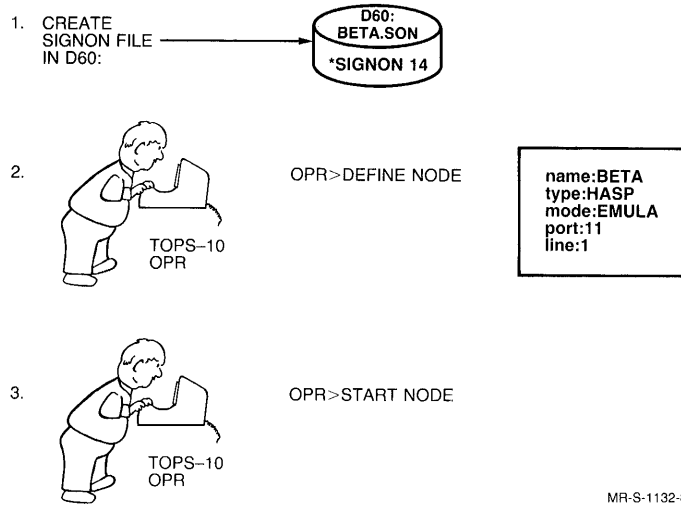 1. CREATE
SIGNON FILE
IN D60:
D60:
BETA.SON
*SIGNON 14
2.
TOPS–10
OPR
OPR>DEFINE NODE
name:BETA
type:HASP
mode:EMULA
port:11
line:1
3.
TOPS–10
OPR
OPR>START NODE
MR-S-1132-